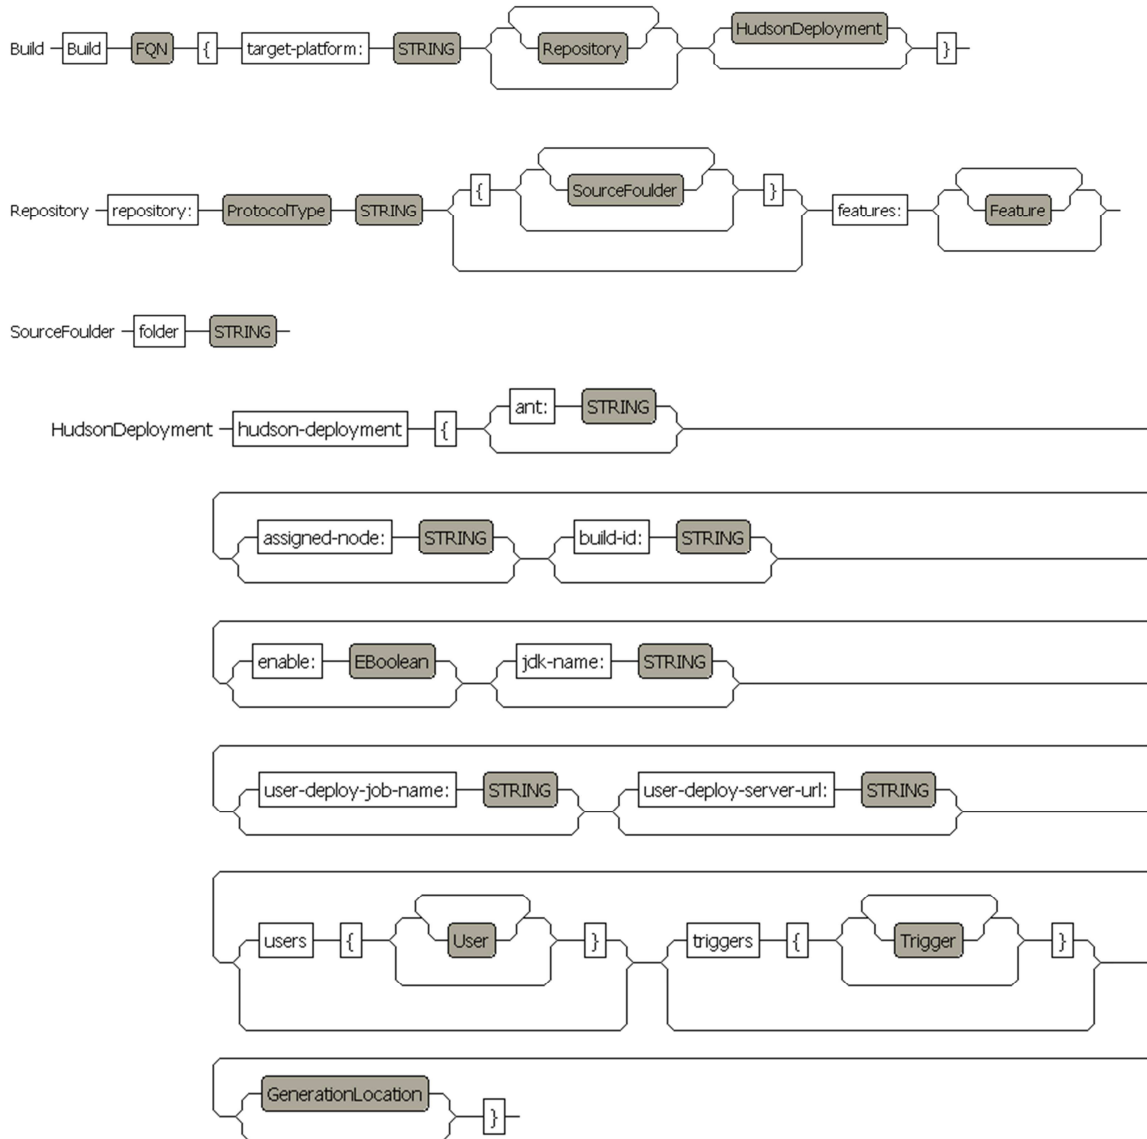 Build Build FQN { target-platform: STRING Repository HudsonDeployment }
Repository repository: ProtocolType STRING { SourceFoulder } features: Feature
SourceFoulder folder STRING
HudsonDeployment hudson-deployment { ant: STRING
assigned-node: STRING build-id: STRING
enable: EBoolean jdk-name: STRING
user-deploy-job-name: STRING user-deploy-server-url: STRING
users { User } triggers { Trigger }
GenerationLocation }